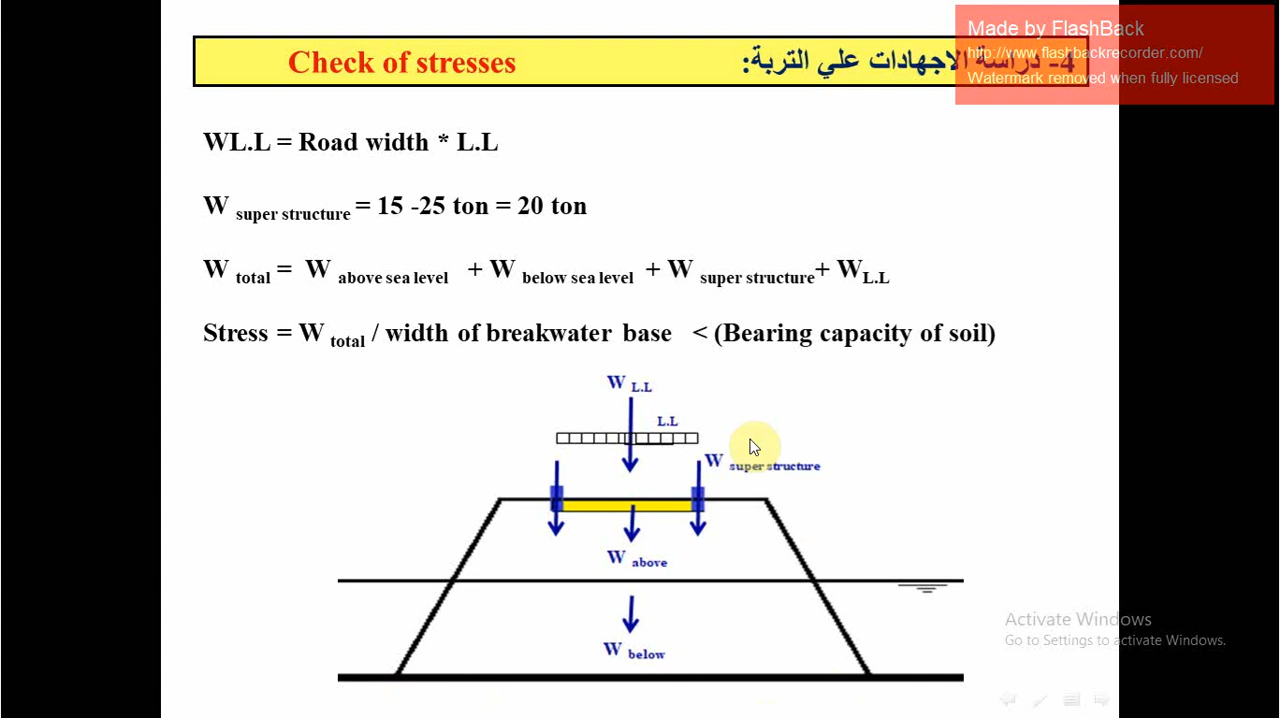 Made by FlashBack
http://www.flashbackrecorder.com/
Watermark removed when fully licensed
Check of stresses
4- دراسة الاجهادات علي التربة:
WL.L = Road width * L.L
W super structure = 15 -25 ton = 20 ton
W total = W above sea level + W below sea level + W super structure+ WL.L
Stress = W total / width of breakwater base < (Bearing capacity of soil)
W L.L
L.L
W super structure
W above
W below
Activate Windows
Go to Settings to activate Windows.